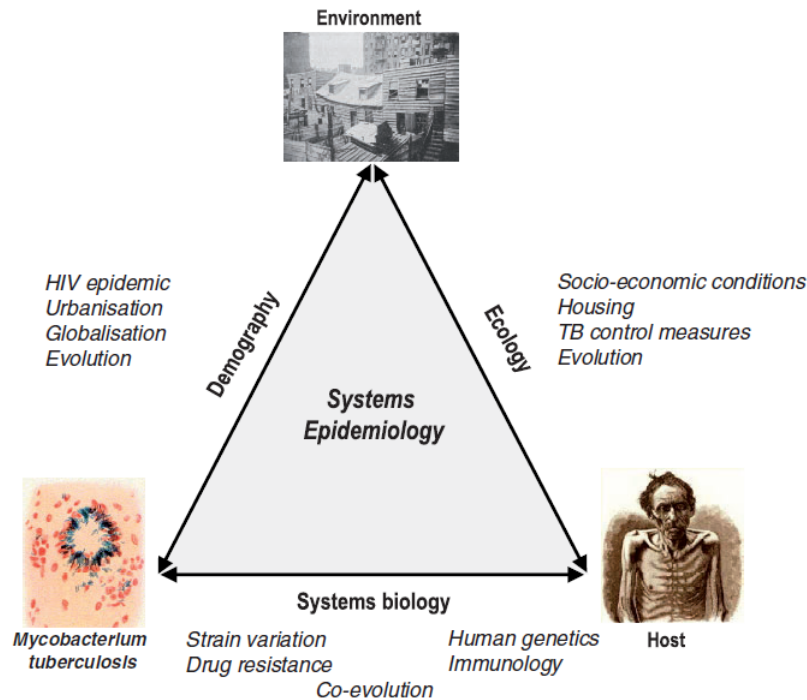 Environment
HIV epidemic
Urbanisation
Globalisation
Evolution
Demography
Ecology
Socio-economic conditions
Housing
TB control measures
Evolution
Systems
Epidemiology
Systems biology
Mycobacterium
tuberculosis
Strain variation
Drug resistance
Human genetics
Immunology
Co-evolution
Host